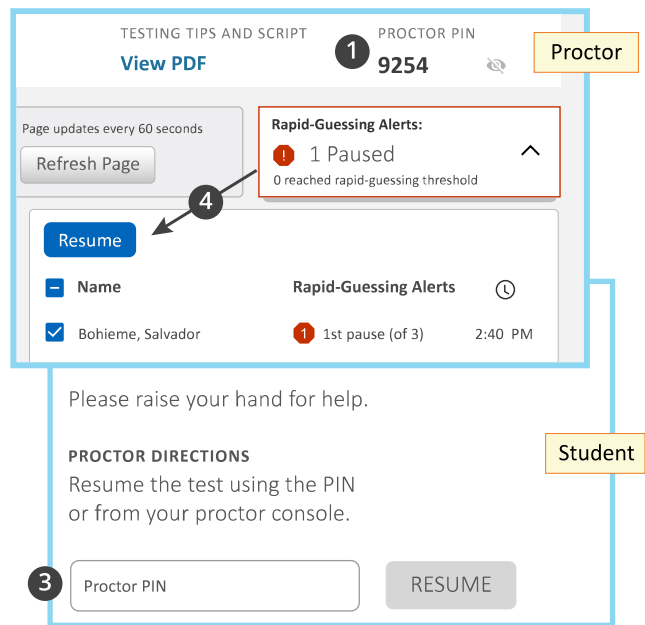 TESTING TIPS AND SCRIPT
View PDF
1
PROCTOR PIN
9254
Proctor
Page updates every 60 seconds
Refresh Page
Rapid-Guessing Alerts:
! 1 Paused
0 reached rapid-guessing threshold
4
Resume
Name Rapid-Guessing Alerts
Bohieme, Salvador 1 1st pause (of 3) 2:40 PM
Please raise your hand for help.
Student
PROCTOR DIRECTIONS
Resume the test using the PIN
or from your proctor console.
3 Proctor PIN RESUME